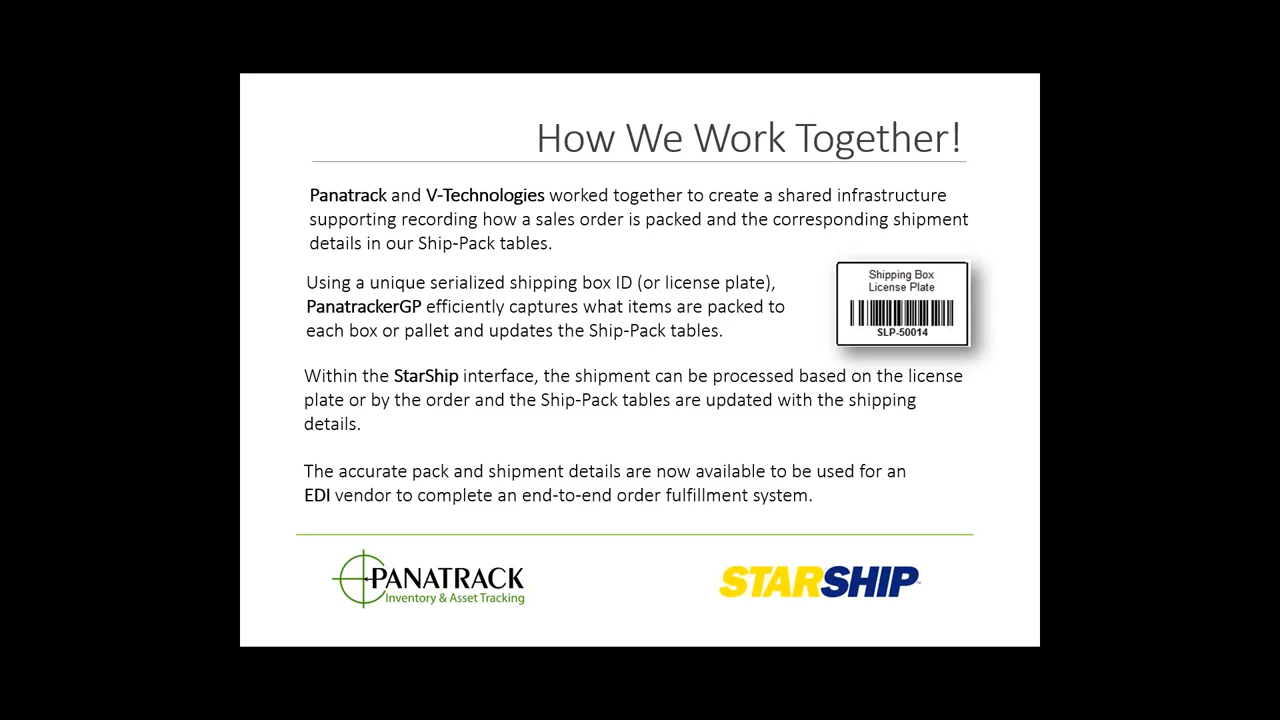 How We Work Together!
Panatrack and V-Technologies worked together to create a shared infrastructure
supporting recording how a sales order is packed and the corresponding shipment
details in our Ship-Pack tables.
Using a unique serialized shipping box ID (or license plate),
PanatrackerGP efficiently captures what items are packed to
each box or pallet and updates the Ship-Pack tables.
Shipping Box
License Plate
SLP-50014
Within the StarShip interface, the shipment can be processed based on the license
plate or by the order and the Ship-Pack tables are updated with the shipping
details.
The accurate pack and shipment details are now available to be used for an
EDI vendor to complete an end-to-end order fulfillment system.
PANATRACK
Inventory & Asset Tracking
STARSHIP